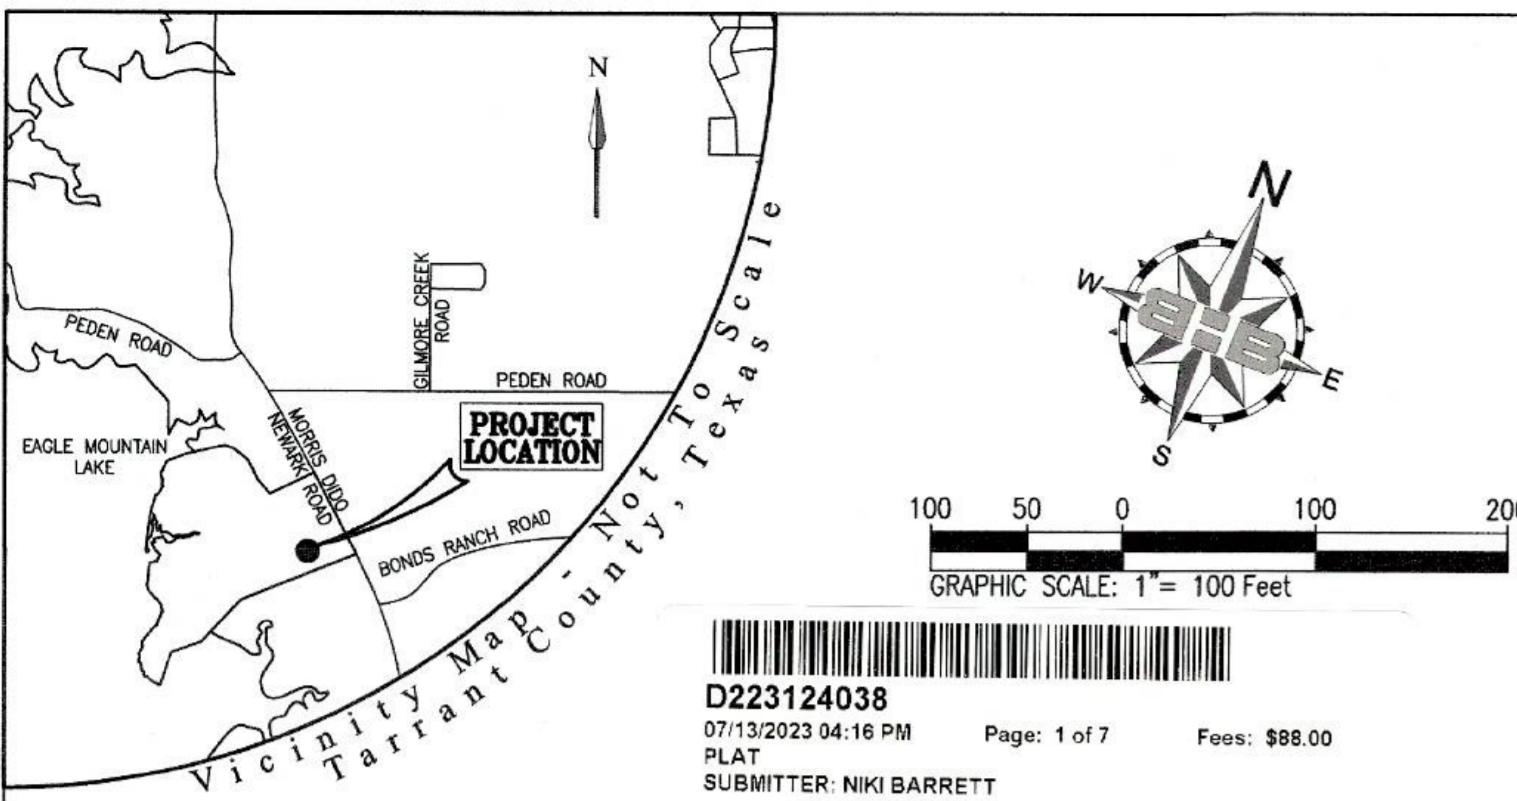 N
GILMORE CREEK
ROAD
PEDEN ROAD
PEDEN ROAD
PROJECT
LOCATION
MORRIS DIDO
NEWARK ROAD
EAGLE MOUNTAIN
LAKE
BONDS RANCH ROAD
Vicinity Map - Not To Scale
Tarrant County, Texas
N
W
B B
E
S
100 50 0 100 200
GRAPHIC SCALE: 1"= 100 Feet
D223124038
07/13/2023 04:16 PM Page: 1 of 7 Fees: $88.00
PLAT
SUBMITTER: NIKI BARRETT